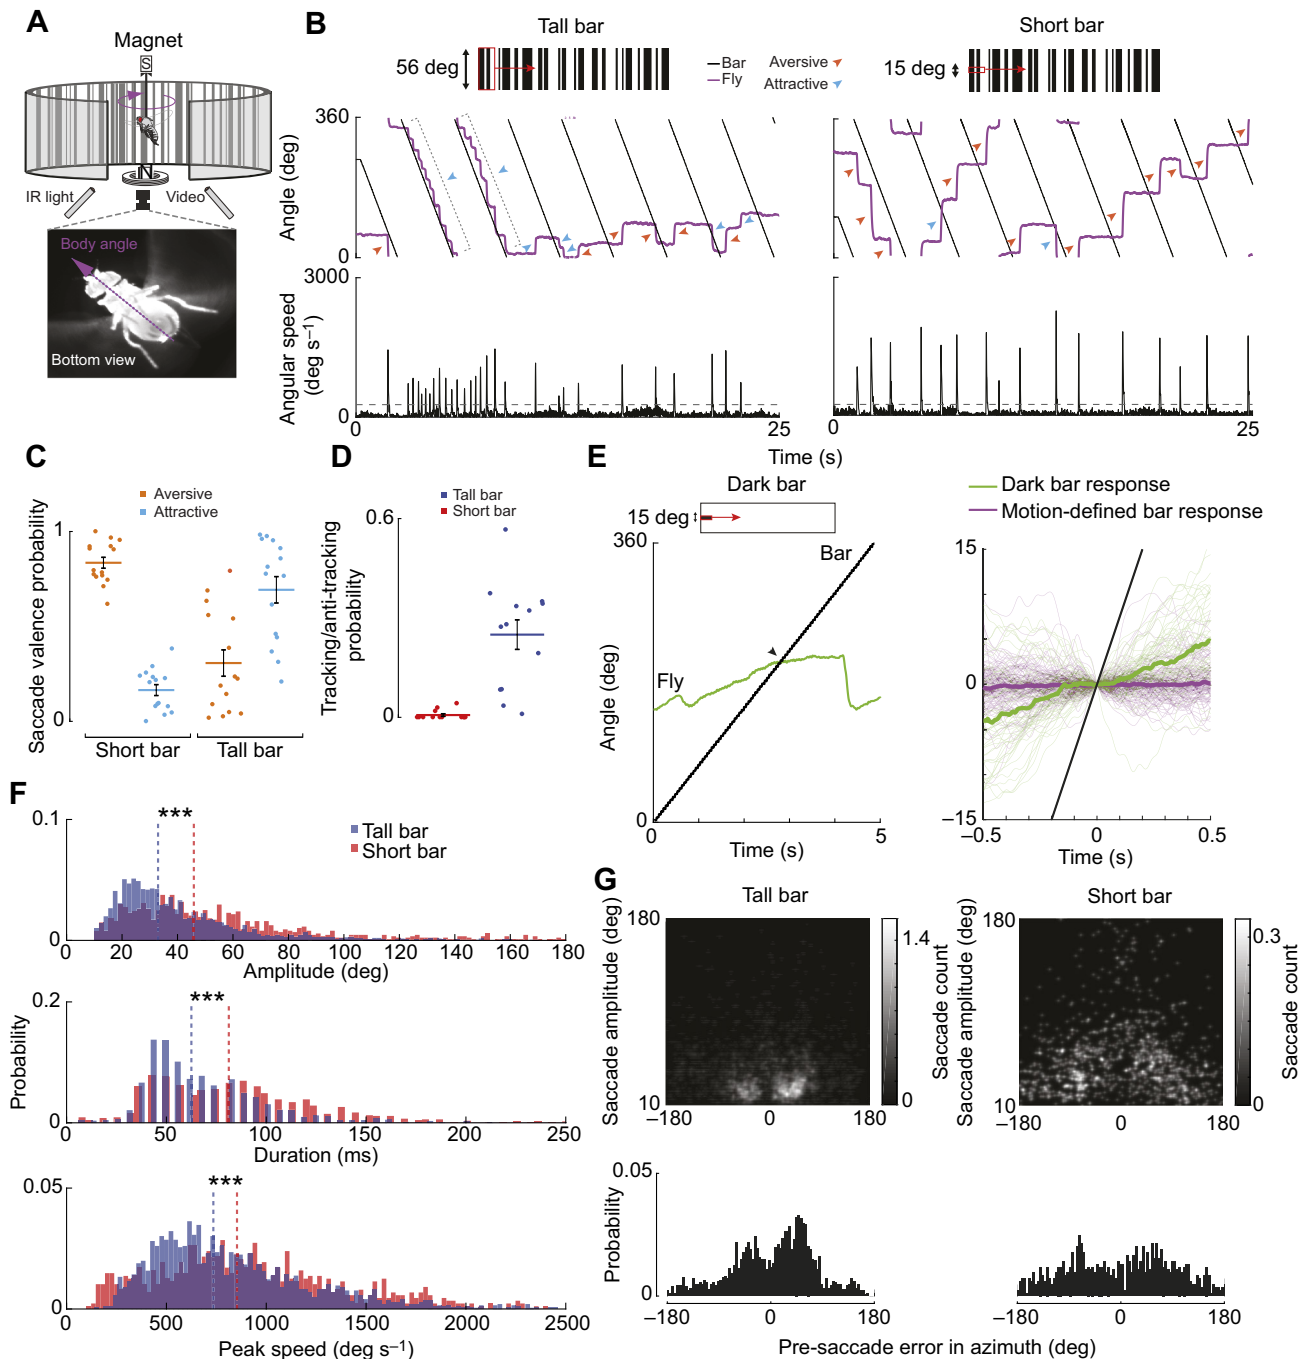 A
Magnet
S
N
IR light
Video
Body angle
Bottom view
B
Tall bar
Short bar
56 deg
Bar
Fly
Aversive
Attractive
15 deg
Angle (deg)
360
0
Angular speed
(deg s−1)
3000
0
0
25
0
25
Time (s)
C
Aversive
Attractive
Saccade valence probability
1
0
Short bar
Tall bar
D
Tall bar
Short bar
Tracking/anti-tracking
probability
0.6
0.3
0
E
Dark bar
15 deg
360
Bar
Fly
Angle (deg)
0
0
5
Time (s)
Dark bar response
Motion-defined bar response
15
0
−15
−0.5
0
0.5
Time (s)
F
0.1
***
Tall bar
Short bar
0
0 20 40 60 80 100 120 140 160 180
Amplitude (deg)
0.2
***
Probability
0
0 50 100 150 200 250
Duration (ms)
0.05
***
0
0 500 1000 1500 2000 2500
Peak speed (deg s−1)
G
Tall bar
Short bar
Saccade amplitude (deg)
180
10
−180 0 180
1.4
0
Saccade count
Saccade amplitude (deg)
180
10
−180 0 180
0.3
0
Saccade count
Probability
0.05
0
−180 0 180
−180 0 180
Pre-saccade error in azimuth (deg)